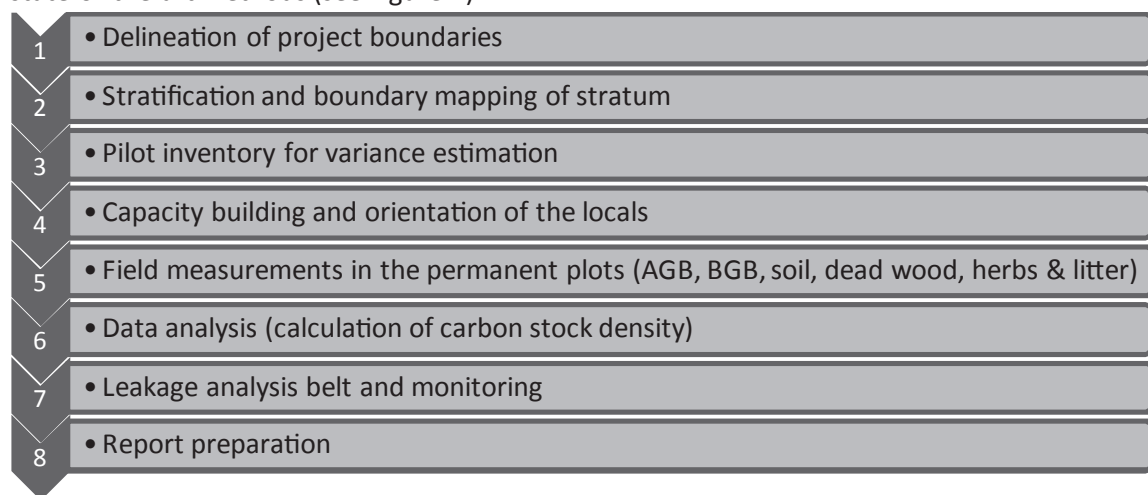 1 • Delineation of project boundaries
2 • Stratification and boundary mapping of stratum
3 • Pilot inventory for variance estimation
4 • Capacity building and orientation of the locals
5 • Field measurements in the permanent plots (AGB, BGB, soil, dead wood, herbs & litter)
6 • Data analysis (calculation of carbon stock density)
7 • Leakage analysis belt and monitoring
8 • Report preparation